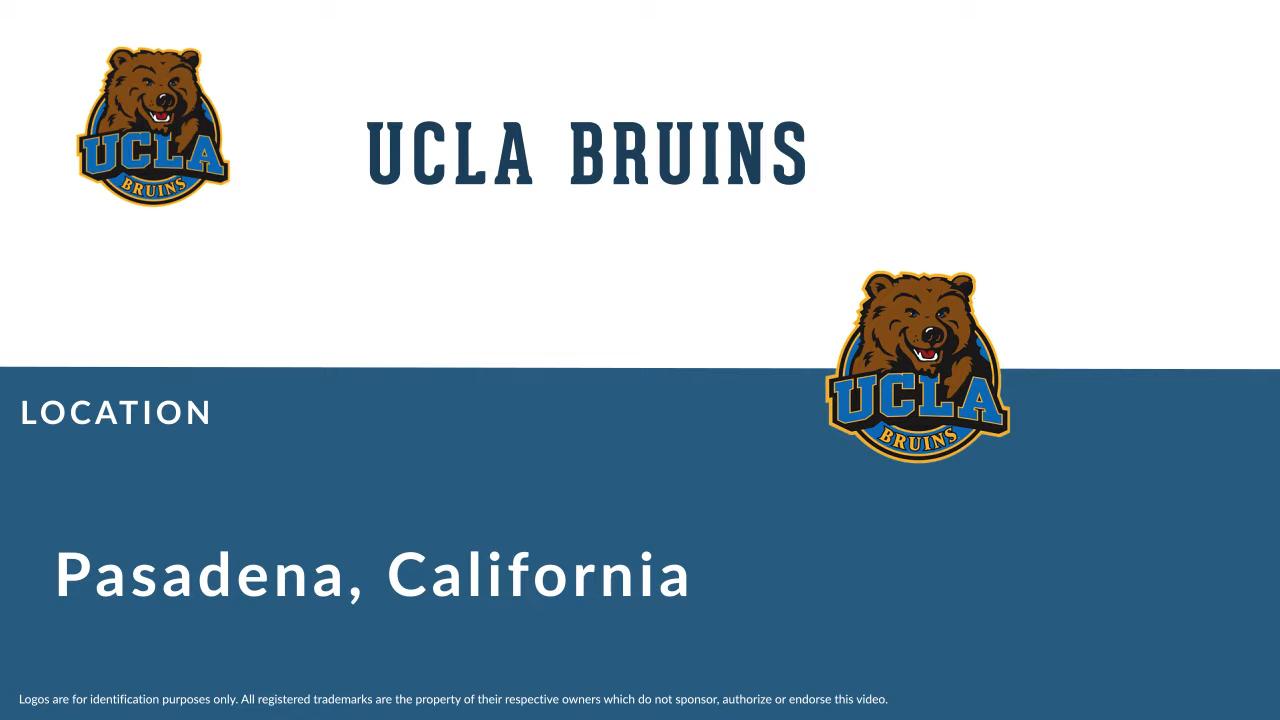 UCLA
BRUINS
UCLA BRUINS
UCLA
BRUINS
LOCATION
Pasadena, California
Logos are for identification purposes only. All registered trademarks are the property of their respective owners which do not sponsor, authorize or endorse this video.